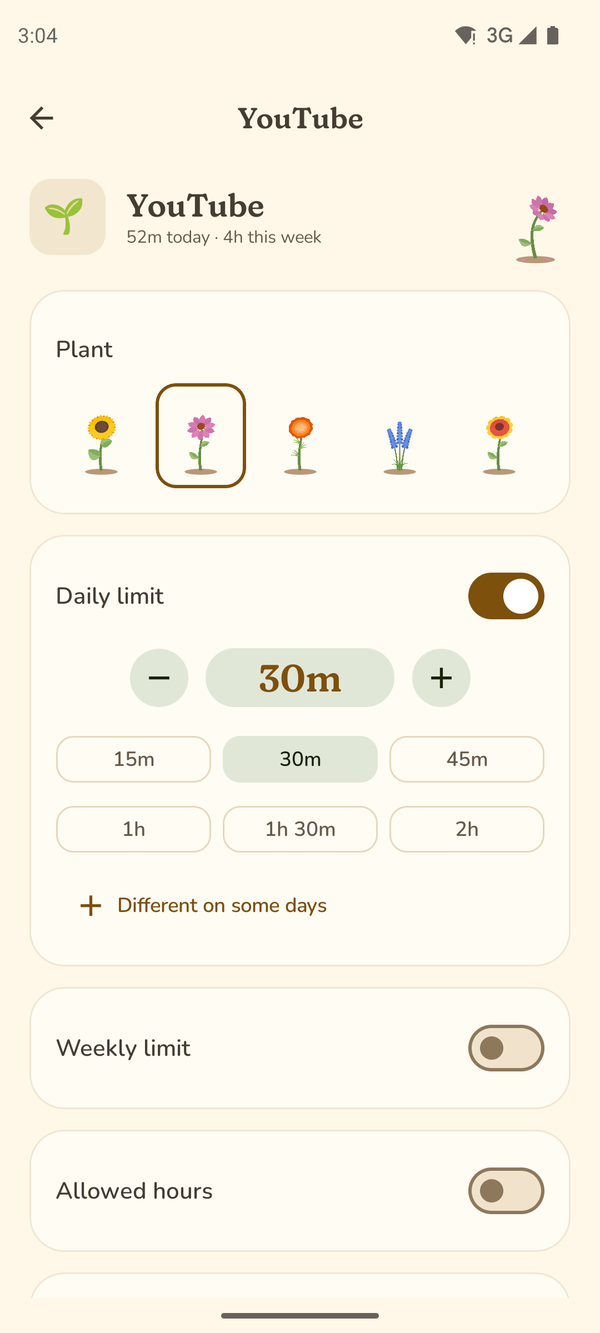 3:04
3G
YouTube
YouTube
52m today · 4h this week
Plant
Daily limit
30m
15m
30m
45m
1h
1h 30m
2h
Different on some days
Weekly limit
Allowed hours